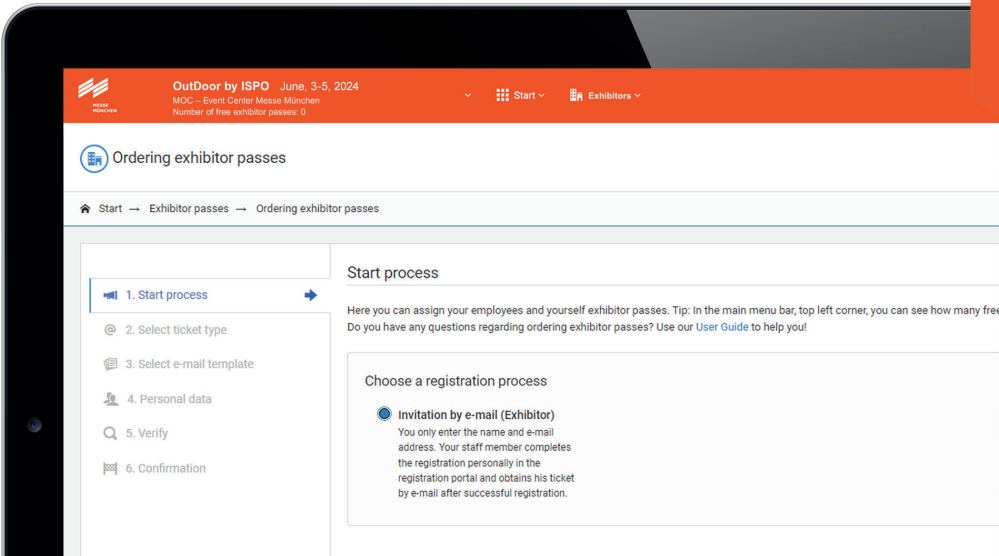 MESSE
MÜNCHEN
OutDoor by ISPO June, 3-5, 2024
MOC – Event Center Messe München
Number of free exhibitor passes: 0
Start
Exhibitors
Ordering exhibitor passes
Start → Exhibitor passes → Ordering exhibitor passes
1. Start process
2. Select ticket type
3. Select e-mail template
4. Personal data
5. Verify
6. Confirmation
Start process
Here you can assign your employees and yourself exhibitor passes. Tip: In the main menu bar, top left corner, you can see how many free
Do you have any questions regarding ordering exhibitor passes? Use our User Guide to help you!
Choose a registration process
Invitation by e-mail (Exhibitor)
You only enter the name and e-mail
address. Your staff member completes
the registration personally in the
registration portal and obtains his ticket
by e-mail after successful registration.